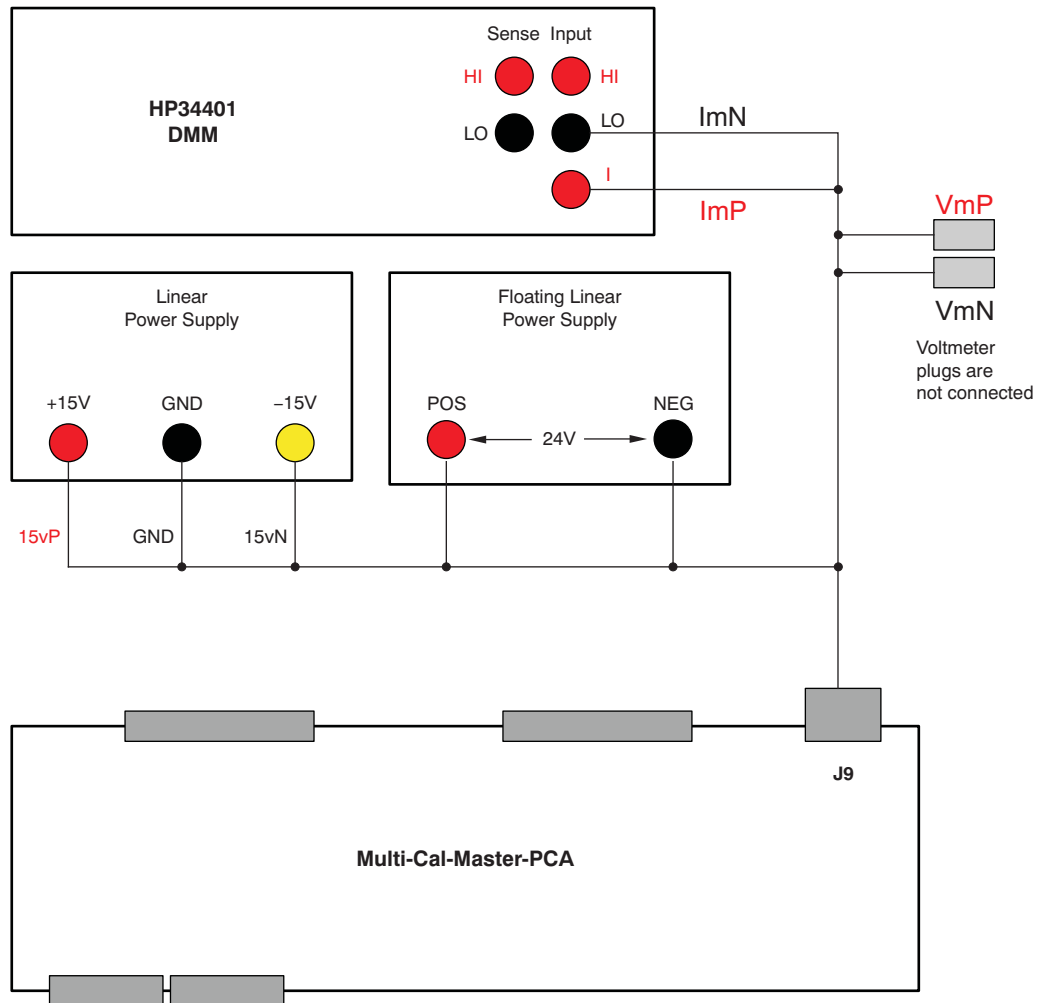 Sense Input
HI
HI
HP34401
DMM
LO
LO
ImN
I
ImP
VmP
VmN
Voltmeter
plugs are
not connected
Linear
Power Supply
Floating Linear
Power Supply
+15V
GND
−15V
POS
24V
NEG
15vP
GND
15vN
J9
Multi-Cal-Master-PCA